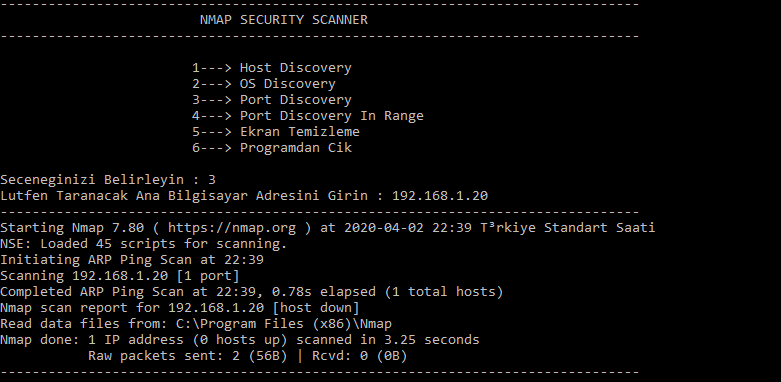 --------------------------------------------------------------------------------
NMAP SECURITY SCANNER
--------------------------------------------------------------------------------
1---> Host Discovery
2---> OS Discovery
3---> Port Discovery
4---> Port Discovery In Range
5---> Ekran Temizleme
6---> Programdan Cik
Seceneginizi Belirleyin : 3
Lutfen Taranacak Ana Bilgisayar Adresini Girin : 192.168.1.20
--------------------------------------------------------------------------------
Starting Nmap 7.80 ( https://nmap.org ) at 2020-04-02 22:39 T³rkiye Standart Saati
NSE: Loaded 45 scripts for scanning.
Initiating ARP Ping Scan at 22:39
Scanning 192.168.1.20 [1 port]
Completed ARP Ping Scan at 22:39, 0.78s elapsed (1 total hosts)
Nmap scan report for 192.168.1.20 [host down]
Read data files from: C:\Program Files (x86)\Nmap
Nmap done: 1 IP address (0 hosts up) scanned in 3.25 seconds
Raw packets sent: 2 (56B) | Rcvd: 0 (0B)
--------------------------------------------------------------------------------